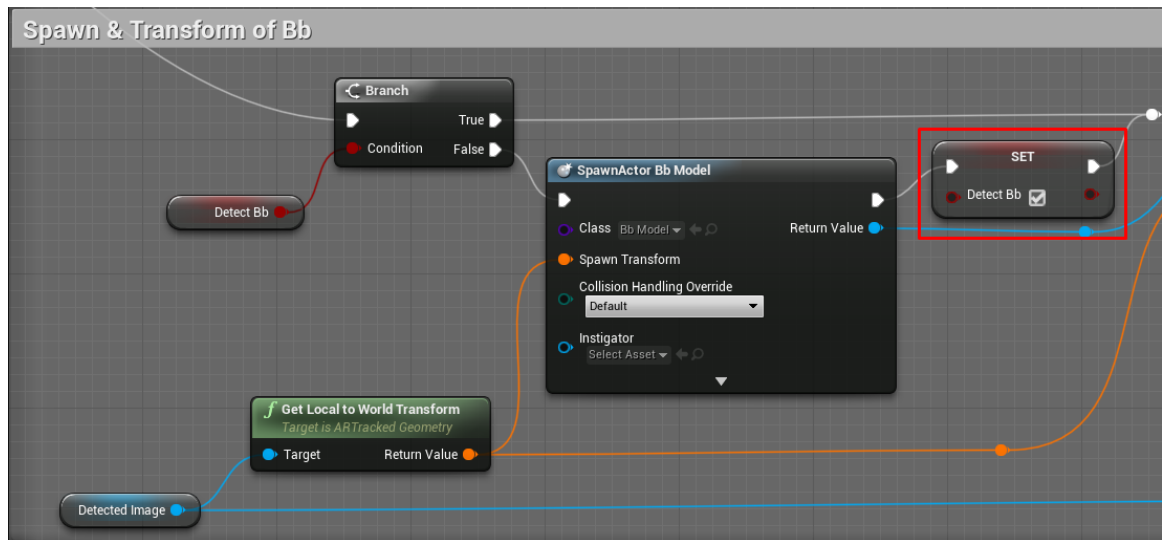 Spawn & Transform of Bb
Branch
True
Condition
False
Detect Bb
SpawnActor Bb Model
Class
Bb Model
Return Value
Spawn Transform
Collision Handling Override
Default
Instigator
Select Asset
SET
Detect Bb
f Get Local to World Transform
Target is ARTracked Geometry
Target
Return Value
Detected Image